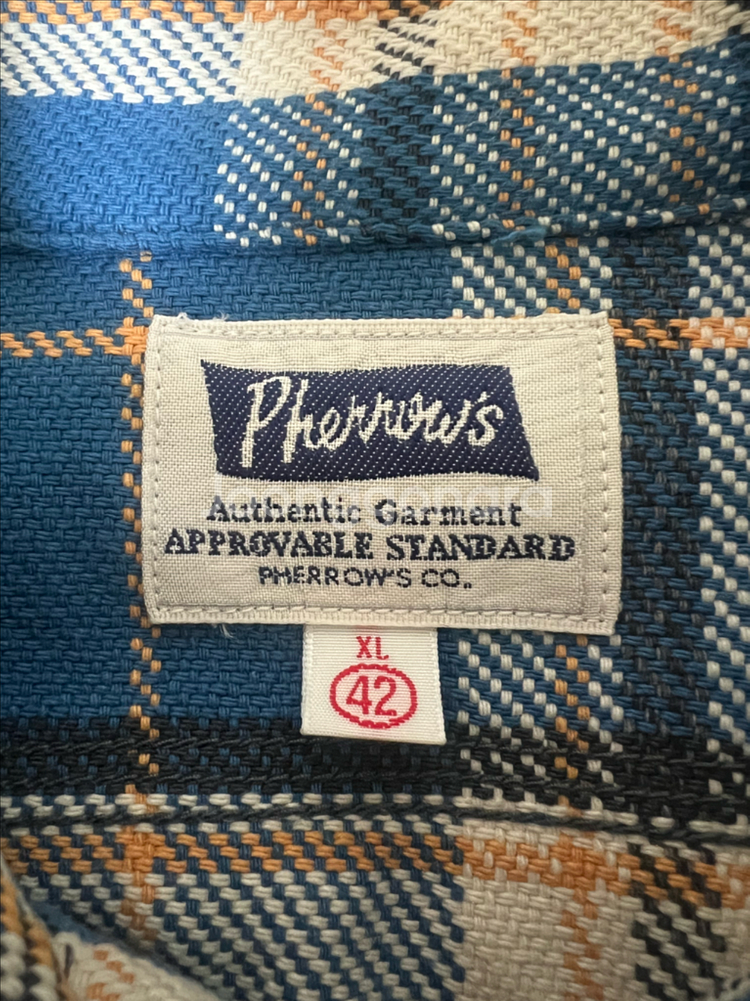 Pherrow's
Authentic Garment
APPROVABLE STANDARD
PHERROW'S CO.
XL
42